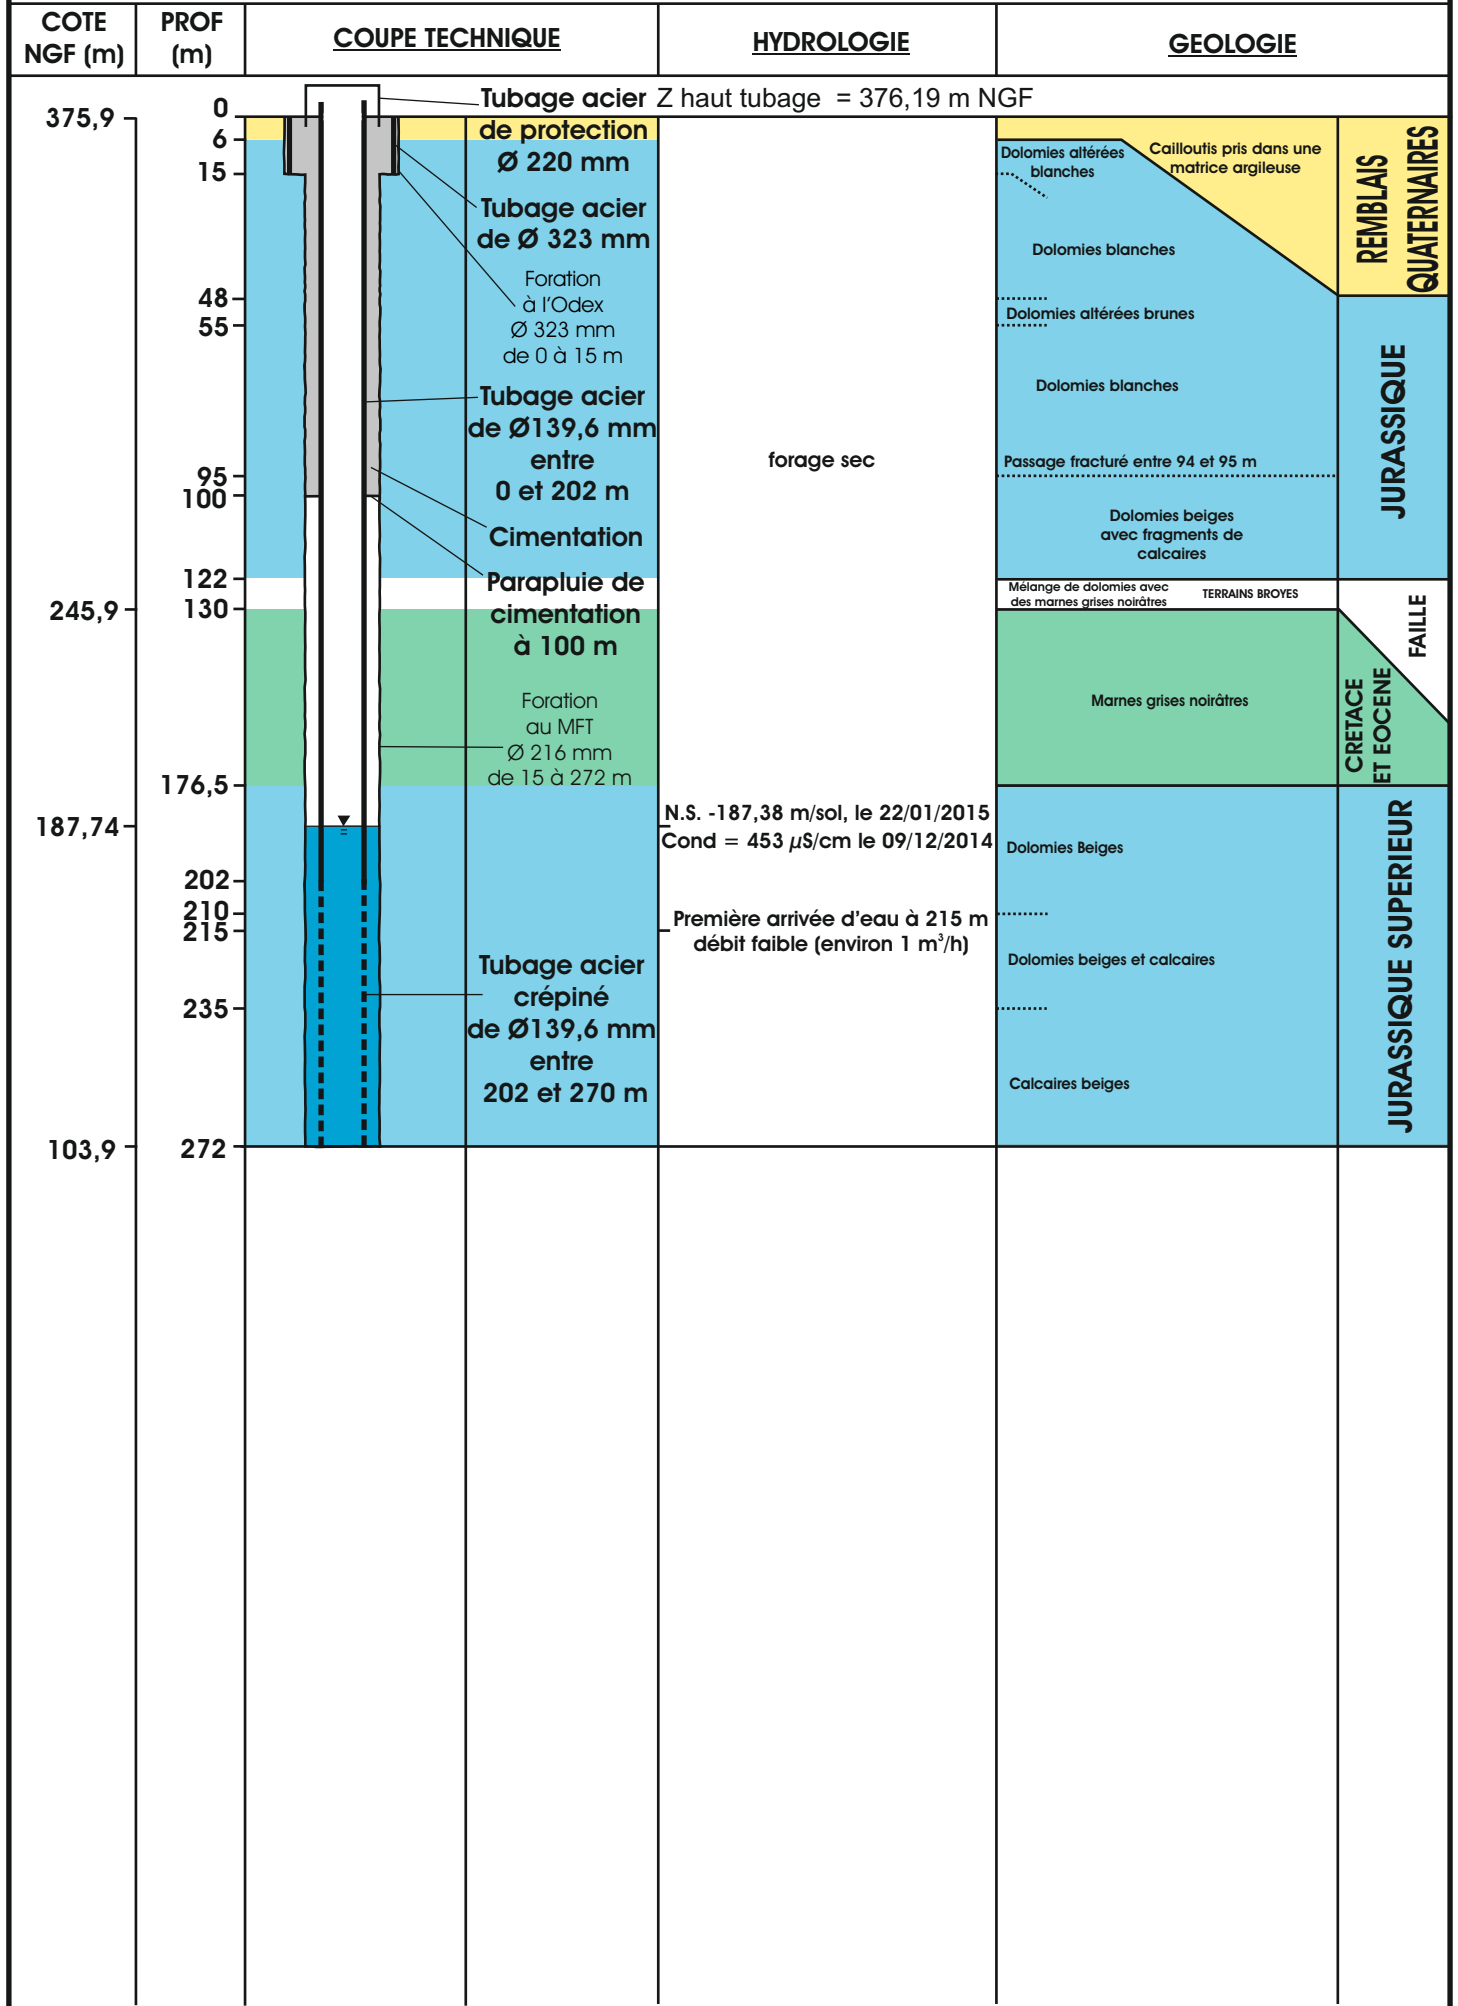 COTE
NGF (m)
PROF
(m)
COUPE TECHNIQUE
HYDROLOGIE
GEOLOGIE
375,9
245,9
187,74
103,9
0
6
15
48
55
95
100
122
130
176,5
202
210
215
235
272
Tubage acier
de protection
Ø 220 mm
Tubage acier
de Ø 323 mm
Foration
à l'Odex
Ø 323 mm
de 0 à 15 m
Tubage acier
de Ø139,6 mm
entre
0 et 202 m
Cimentation
Parapluie de
cimentation
à 100 m
Foration
au MFT
Ø 216 mm
de 15 à 272 m
Tubage acier
crépiné
de Ø139,6 mm
entre
202 et 270 m
Z haut tubage = 376,19 m NGF
forage sec
N.S. -187,38 m/sol, le 22/01/2015
Cond = 453 µS/cm le 09/12/2014
Première arrivée d'eau à 215 m
débit faible (environ 1 m³/h)
Dolomies altérées
blanches
Cailloutis pris dans une
matrice argileuse
Dolomies blanches
Dolomies altérées brunes
Dolomies blanches
Passage fracturé entre 94 et 95 m
Dolomies beiges
avec fragments de
calcaires
Mélange de dolomies avec
des marnes grises noirâtres
TERRAINS BROYES
Marnes grises noirâtres
Dolomies Beiges
Dolomies beiges et calcaires
Calcaires beiges
REMBLAIS
QUATERNAIRES
JURASSIQUE
FAILLE
CRETACE
ET EOCENE
JURASSIQUE SUPERIEUR